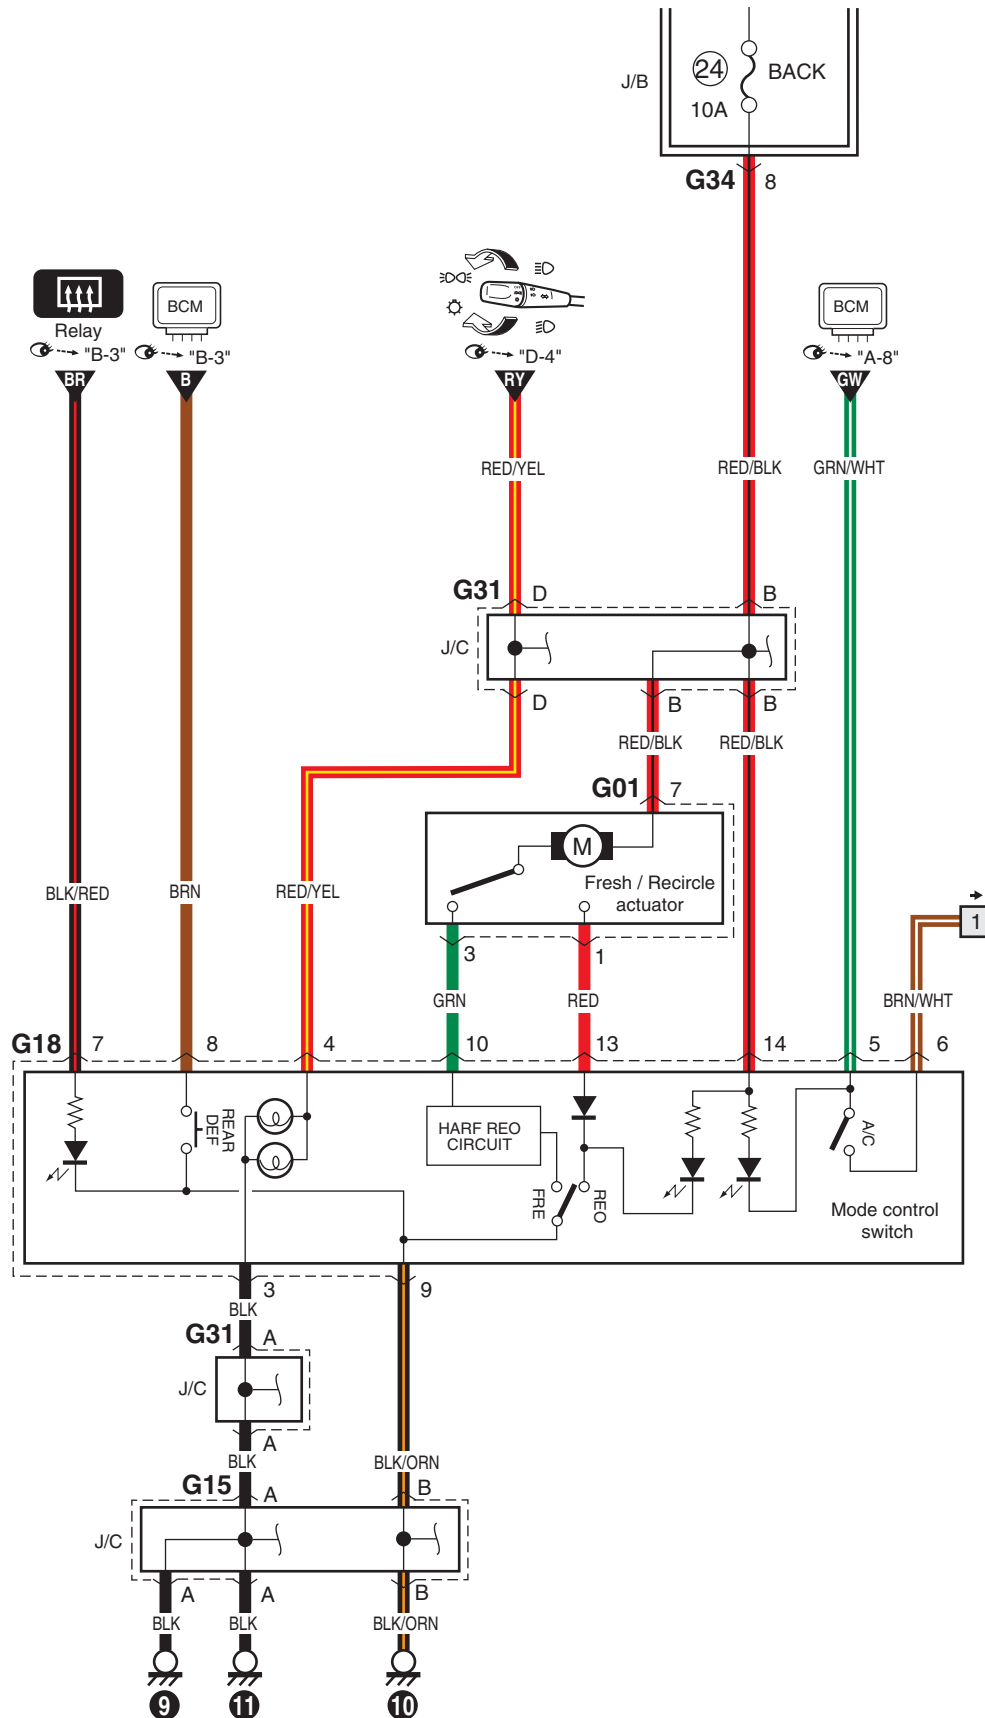 J/B
24
BACK
10A
G34
8
BCM
BCM
Relay
"B-3"
"B-3"
"D-4"
"A-8"
BR
B
RY
GW
RED/YEL
RED/BLK
GRN/WHT
G31
D
B
J/C
D
B
B
RED/BLK
RED/BLK
G01
7
M
Fresh / Recircle
actuator
BLK/RED
BRN
RED/YEL
1
3
1
GRN
RED
BRN/WHT
G18
7
8
4
10
13
14
5
6
REAR
DEF
HARF REO
CIRCUIT
FRE
REO
A/C
Mode control
switch
3
9
BLK
G31
A
J/C
A
BLK
BLK/ORN
G15
A
B
J/C
A
A
B
BLK
BLK
BLK/ORN
9
11
10